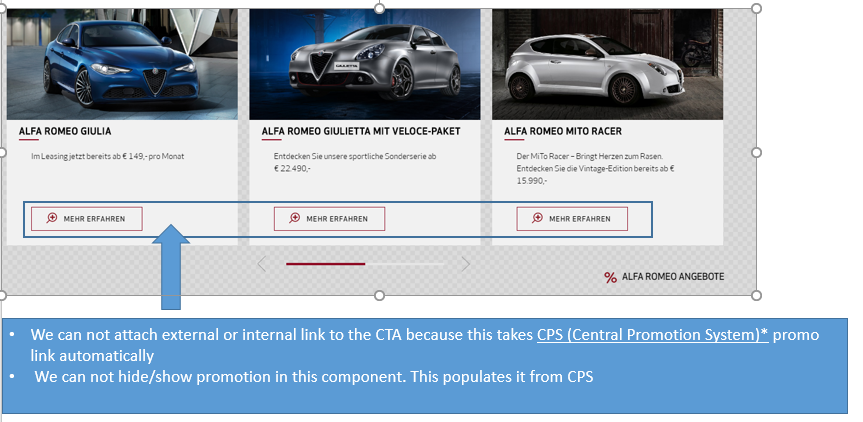 GIULIETTA
ALFA ROMEO GIULIA
ALFA ROMEO GIULIETTA MIT VELOCE-PAKET
ALFA ROMEO MITO RACER
Im Leasing jetzt bereits ab € 149,- pro Monat
Entdecken Sie unsere sportliche Sonderserie ab
€ 22.490,-
Der MiTo Racer – Bringt Herzen zum Rasen.
Entdecken Sie die Vintage-Edition bereits ab €
15.990,-
MEHR ERFAHREN
MEHR ERFAHREN
MEHR ERFAHREN
% ALFA ROMEO ANGEBOTE
• We can not attach external or internal link to the CTA because this takes CPS (Central Promotion System)* promo
link automatically
• We can not hide/show promotion in this component. This populates it from CPS